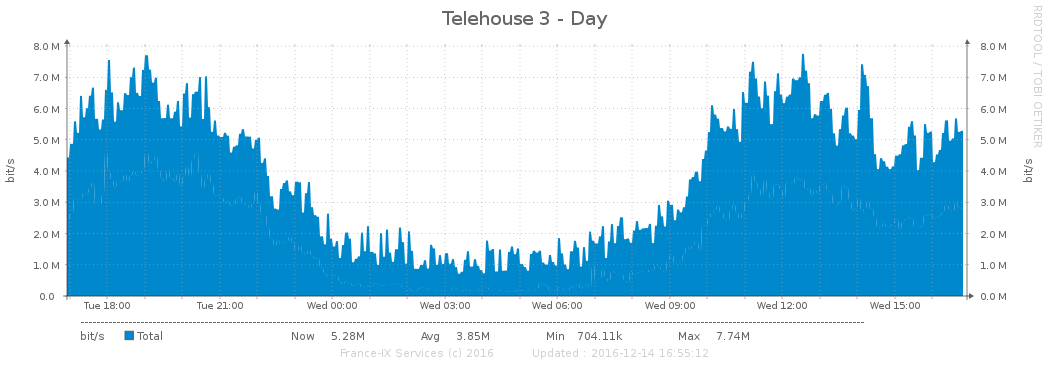 Telehouse 3 - Day
RRDTOOL / TOBI OETIKER
bit/s
8.0 M 8.0 M
7.0 M 7.0 M
6.0 M 6.0 M
5.0 M 5.0 M
4.0 M 4.0 M
3.0 M 3.0 M
2.0 M 2.0 M
1.0 M 1.0 M
0.0 0.0 M
bit/s
Tue 18:00 Tue 21:00 Wed 00:00 Wed 03:00 Wed 06:00 Wed 09:00 Wed 12:00 Wed 15:00
bit/s Total Now 5.28M Avg 3.85M Min 704.11k Max 7.74M
France-IX Services (c) 2016 Updated : 2016-12-14 16:55:12